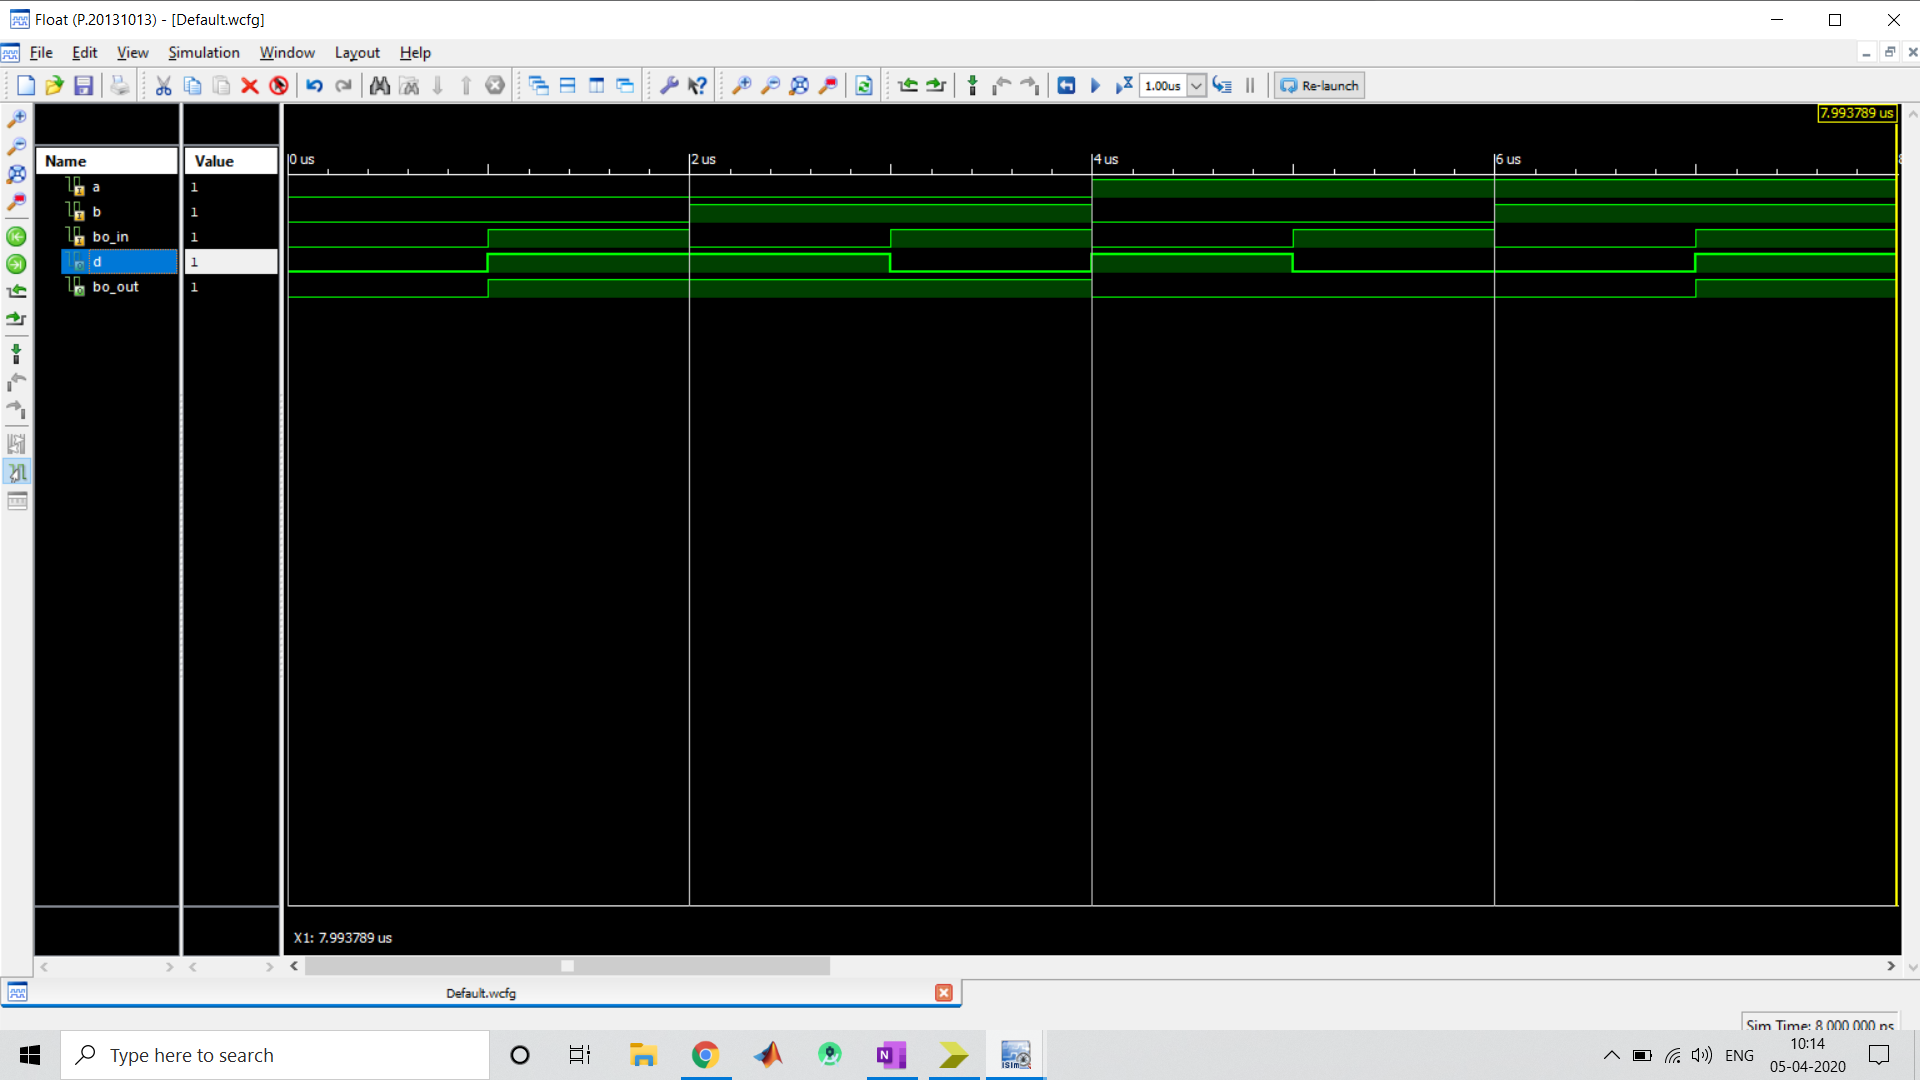 Float (P.20131013) - [Default.wcfg]
File Edit View Simulation Window Layout Help
1.00us Re-launch
7.993789 us
Name Value
0 us 2 us 4 us 6 us
a 1
b 1
bo_in 1
d 1
bo_out 1
X1: 7.993789 us
Default.wcfg
Sim Time: 8,000,000 ps
Type here to search
ENG
10:14
05-04-2020